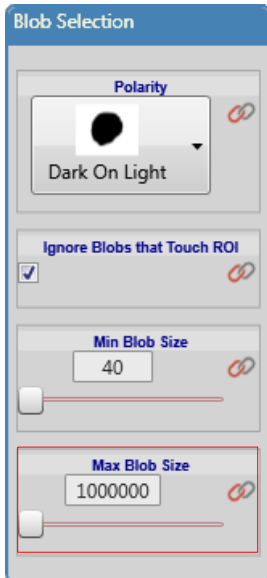 Blob Selection
Polarity
Dark On Light
Ignore Blobs that Touch ROI
Min Blob Size
40
Max Blob Size
1000000